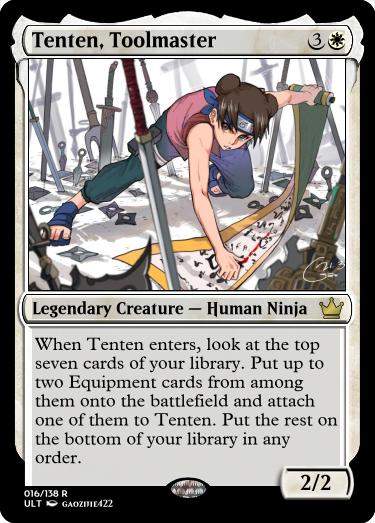 Tenten, Toolmaster 3
Legendary Creature — Human Ninja
When Tenten enters, look at the top
seven cards of your library. Put up to
two Equipment cards from among
them onto the battlefield and attach
one of them to Tenten. Put the rest on
the bottom of your library in any
order.
2/2
016/138 R
ULT GAOZIFIE422